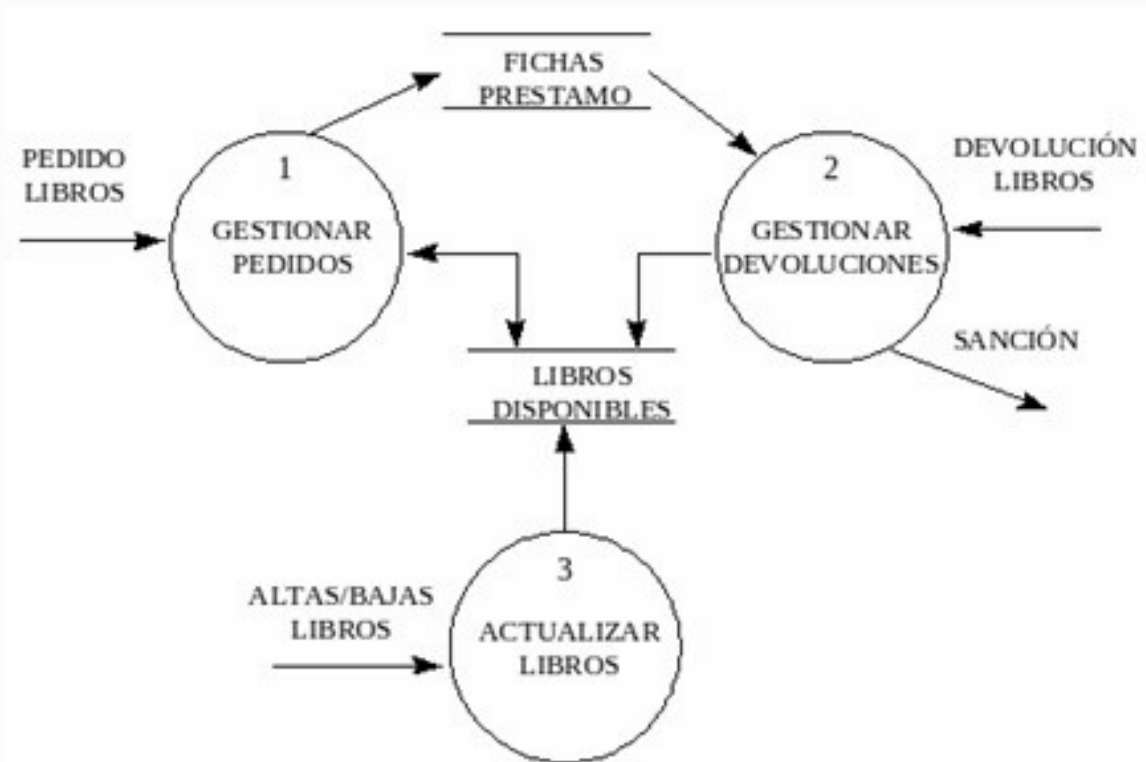 FICHAS
PRESTAMO
PEDIDO
LIBROS
1
GESTIONAR
PEDIDOS
2
GESTIONAR
DEVOLUCIONES
DEVOLUCIÓN
LIBROS
SANCIÓN
LIBROS
DISPONIBLES
3
ACTUALIZAR
LIBROS
ALTAS/BAJAS
LIBROS